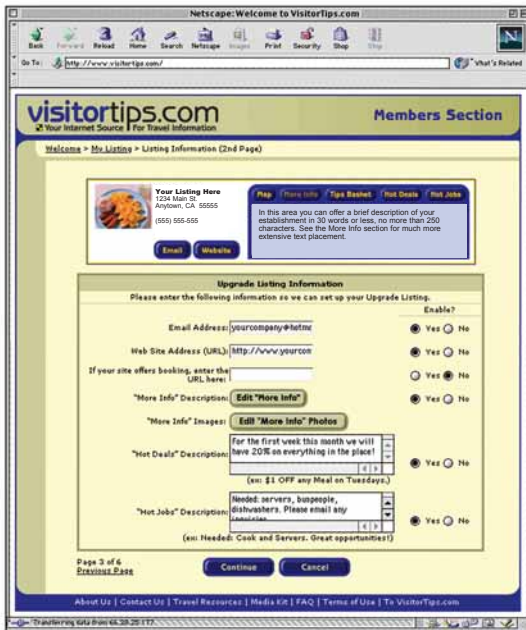 Netscape: Welcome to VisitorTips.com
Back Forward Reload Home Search Netscape Images Print Security Shop Stop
N
Go To: http://www.visitortips.com/ What's Related
visitortips.com
Your Internet Source For Travel Information
Members Section
Welcome > My Listing > Listing Information (2nd Page)
Your Listing Here
1234 Main St.
Anytown, CA 55555
(555) 555-555
Email Website
Map More Info Tips Basket Hot Deals Hot Jobs
In this area you can offer a brief description of your
establishment in 30 words or less, no more than 250
characters. See the More Info section for much more
extensive text placement.
Upgrade Listing Information
Please enter the following information so we can set up your Upgrade Listing.
Enable?
Email Address: yourcompany@hotmc Yes No
Web Site Address (URL): http://www.yourcon Yes No
If your site offers booking, enter the
URL here: Yes No
"More Info" Description: Edit "More Info" Yes No
"More Info" Images: Edit "More Info" Photos
"Hot Deals" Description: For the first week this month we will
have 20% on everything in the place! Yes No
(ex: $1 OFF any Meal on Tuesdays.)
"Hot Jobs" Description: Needed: servers, buspeople,
dishwashers. Please email any
Yes No
(ex: Needed: Cook and Servers. Great opportunities!)
Page 3 of 6
Previous Page
Continue Cancel
About Us | Contact Us | Travel Resources | Media Kit | FAQ | Terms of Use | To VisitorTips.com
Transferring data from 66.28.25.177